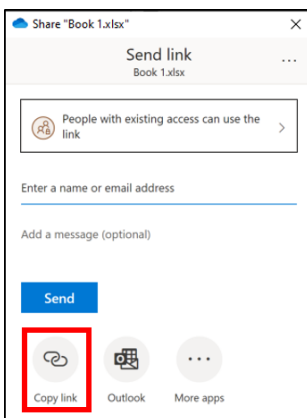 Share "Book 1.xlsx"
Send link
Book 1.xlsx
People with existing access can use the
link
Enter a name or email address
Add a message (optional)
Send
Copy link
Outlook
More apps